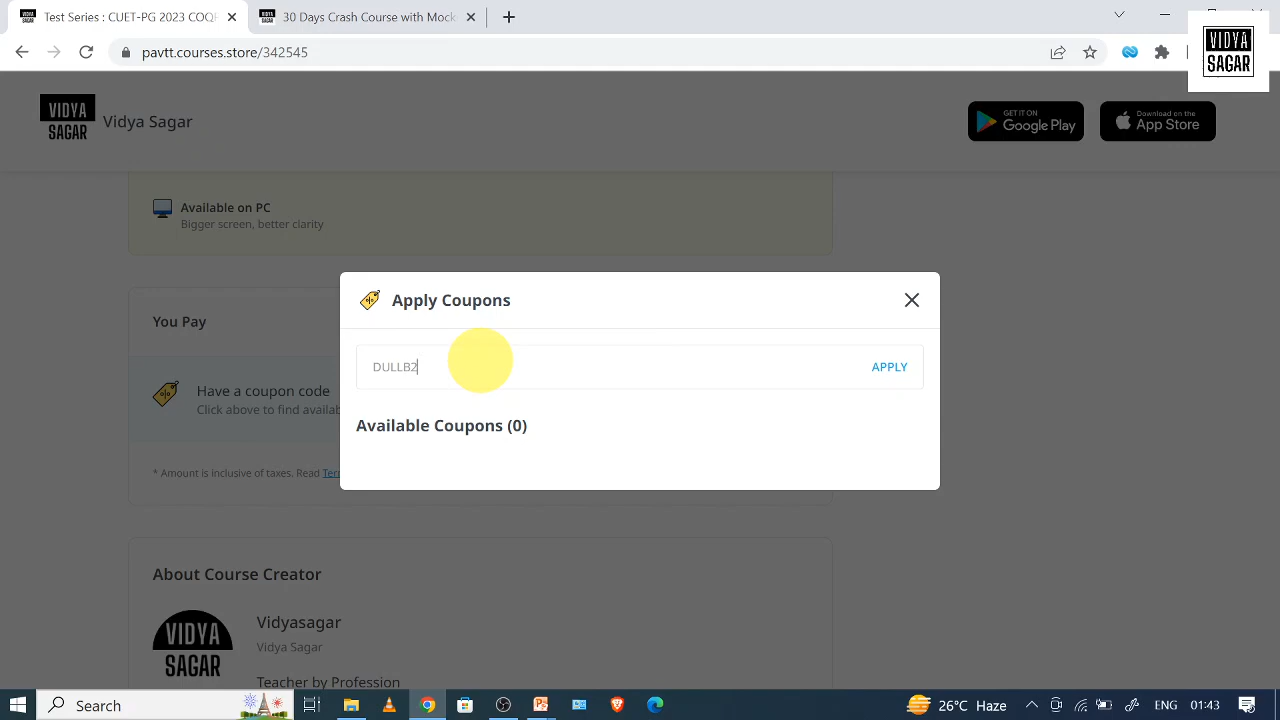 Test Series : CUET-PG 2023 COQP
30 Days Crash Course with Mock
pavtt.courses.store/342545
VIDYA
SAGAR
VIDYA
SAGAR
Vidya Sagar
GET IT ON
Google Play
Download on the
App Store
Available on PC
Bigger screen, better clarity
Apply Coupons
You Pay
DULLB2
APPLY
Have a coupon code
Click above to find availab
Available Coupons (0)
* Amount is inclusive of taxes. Read Ter
About Course Creator
VIDYA
SAGAR
Vidyasagar
Vidya Sagar
Teacher by Profession
Search
26°C Haze
ENG
21:43